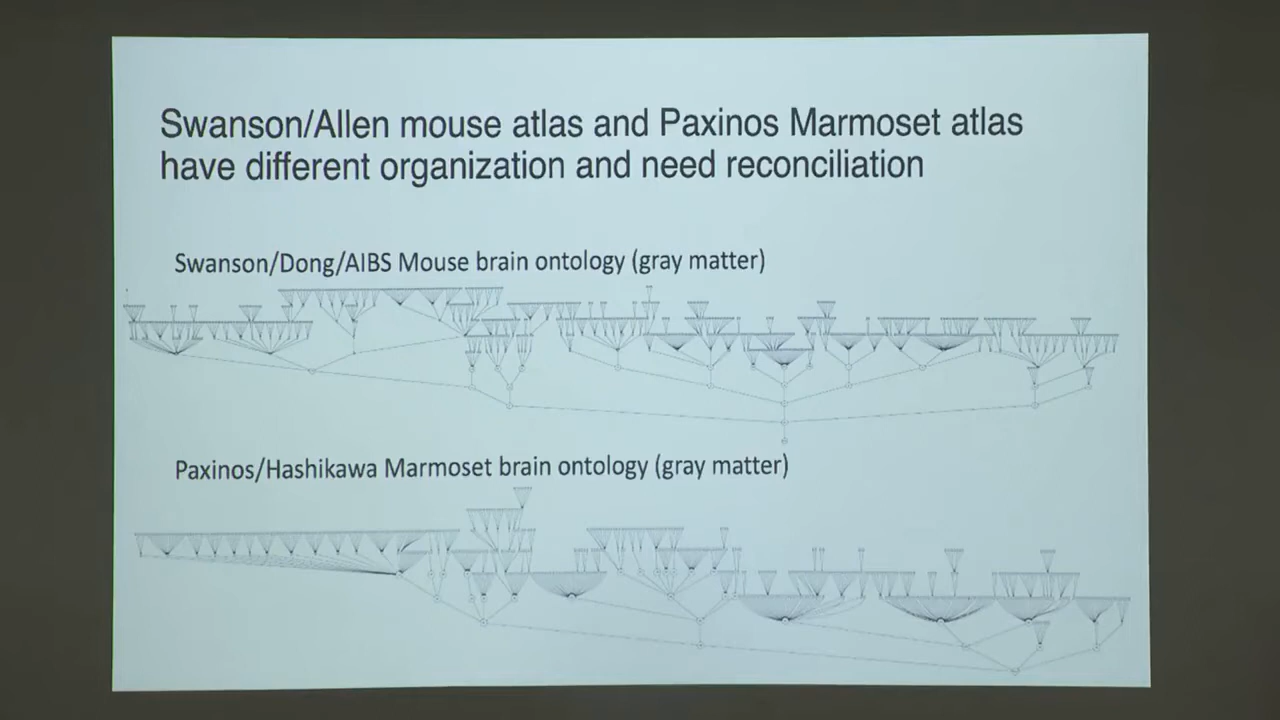 Swanson/Allen mouse atlas and Paxinos Marmoset atlas
have different organization and need reconciliation
Swanson/Dong/AIBS Mouse brain ontology (gray matter)
Paxinos/Hashikawa Marmoset brain ontology (gray matter)